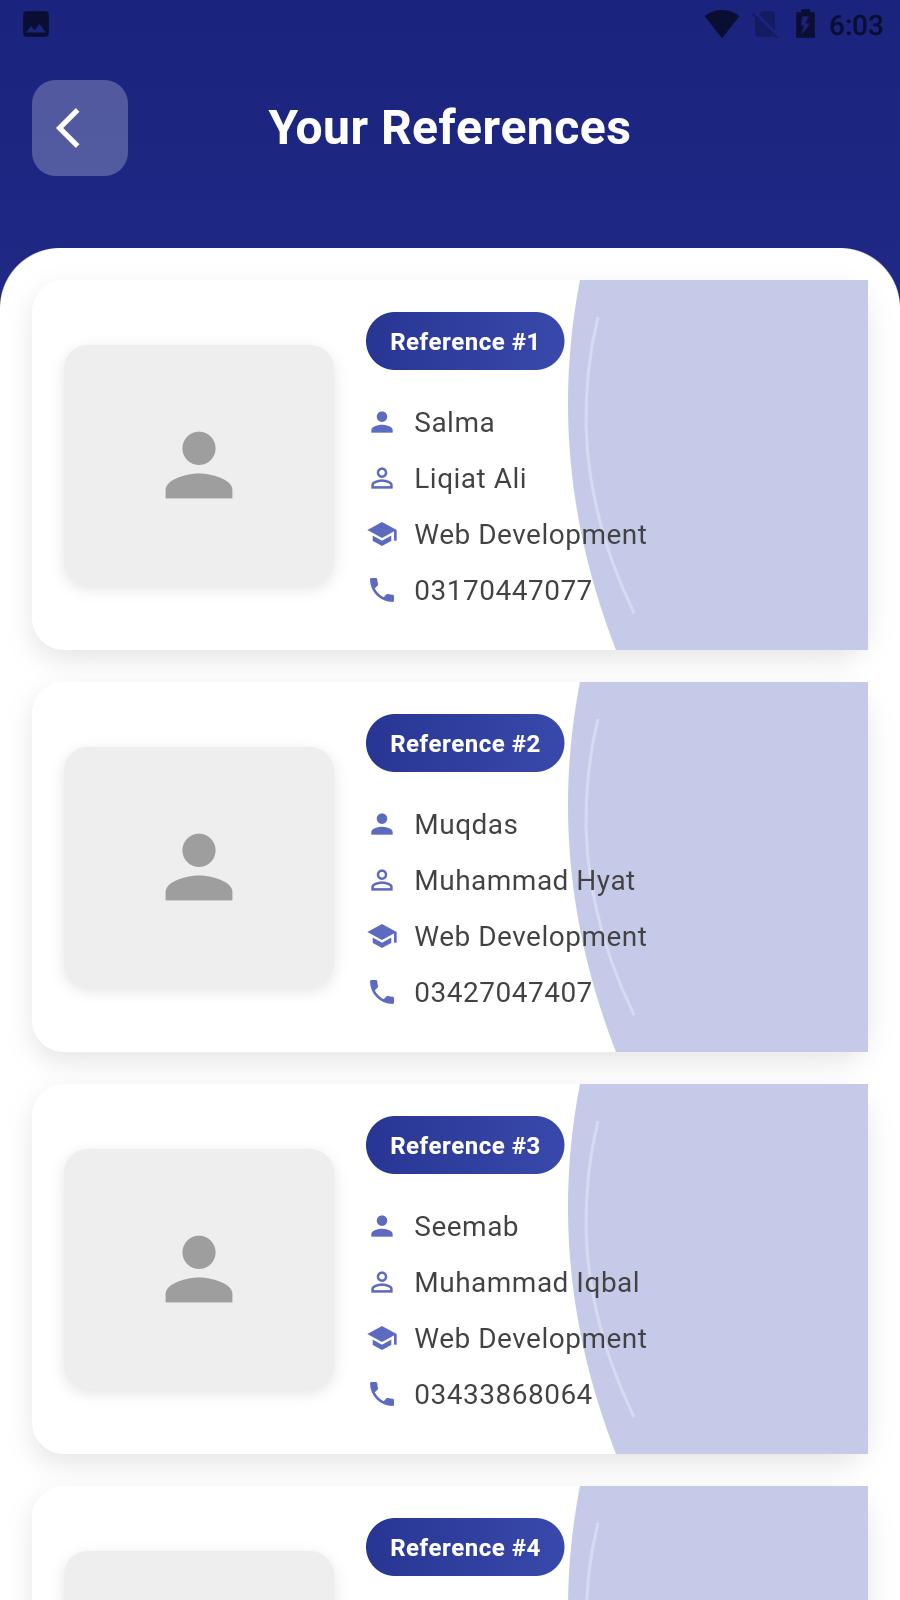 6:03
Your References
Reference #1
Salma
Liqiat Ali
Web Development
03170447077
Reference #2
Muqdas
Muhammad Hyat
Web Development
03427047407
Reference #3
Seemab
Muhammad Iqbal
Web Development
03433868064
Reference #4